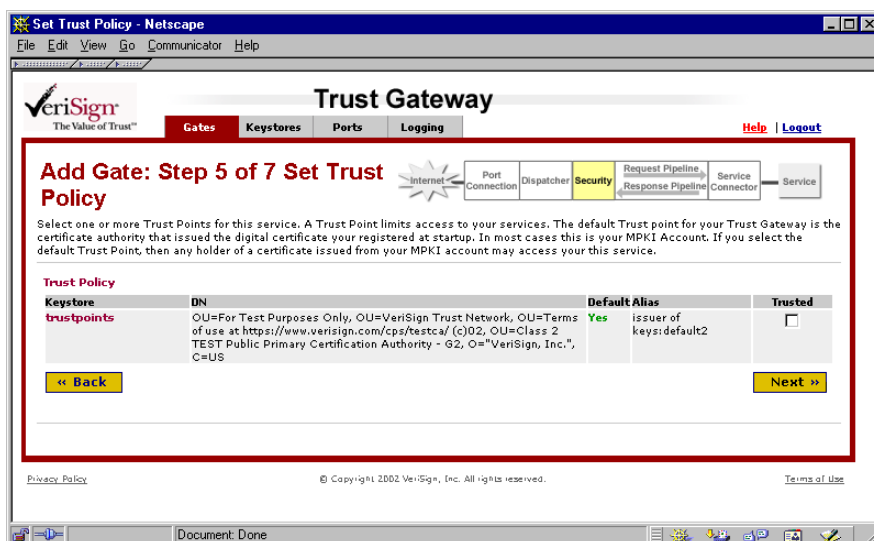 Set Trust Policy - Netscape
File Edit View Go Communicator Help
VeriSign
The Value of Trust™
Trust Gateway
Gates Keystores Ports Logging
Help | Logout
Add Gate: Step 5 of 7 Set Trust
Policy
Internet Port Connection Dispatcher Security Request Pipeline Response Pipeline Service Connector Service
Select one or more Trust Points for this service. A Trust Point limits access to your services. The default Trust point for your Trust Gateway is the
certificate authority that issued the digital certificate your registered at startup. In most cases this is your MPKI Account. If you select the
default Trust Point, then any holder of a certificate issued from your MPKI account may access your this service.
Trust Policy
Keystore DN Default Alias Trusted
trustpoints OU=For Test Purposes Only, OU=VeriSign Trust Network, OU=Terms Yes issuer of
of use at https://www.verisign.com/cps/testca/ (c)02, OU=Class 2 keys:default2
TEST Public Primary Certification Authority - G2, O="VeriSign, Inc.",
C=US
« Back
Next »
Privacy Policy © Copyright 2002 VeriSign, Inc. All rights reserved. Terms of Use
Document: Done